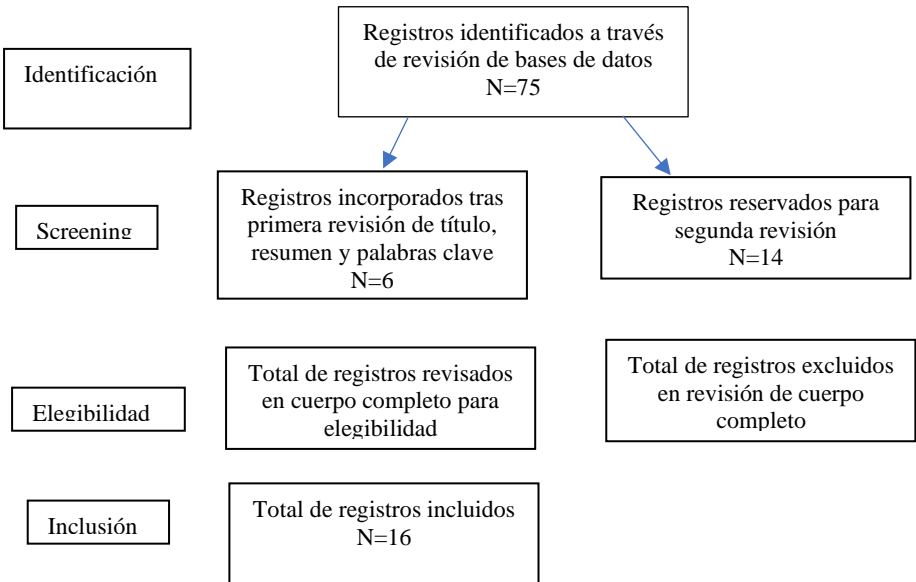 Identificación
Registros identificados a través
de revisión de bases de datos
N=75
Screening
Registros incorporados tras
primera revisión de título,
resumen y palabras clave
N=6
Registros reservados para
segunda revisión
N=14
Elegibilidad
Total de registros revisados
en cuerpo completo para
elegibilidad
Total de registros excluidos
en revisión de cuerpo
completo
Inclusión
Total de registros incluidos
N=16